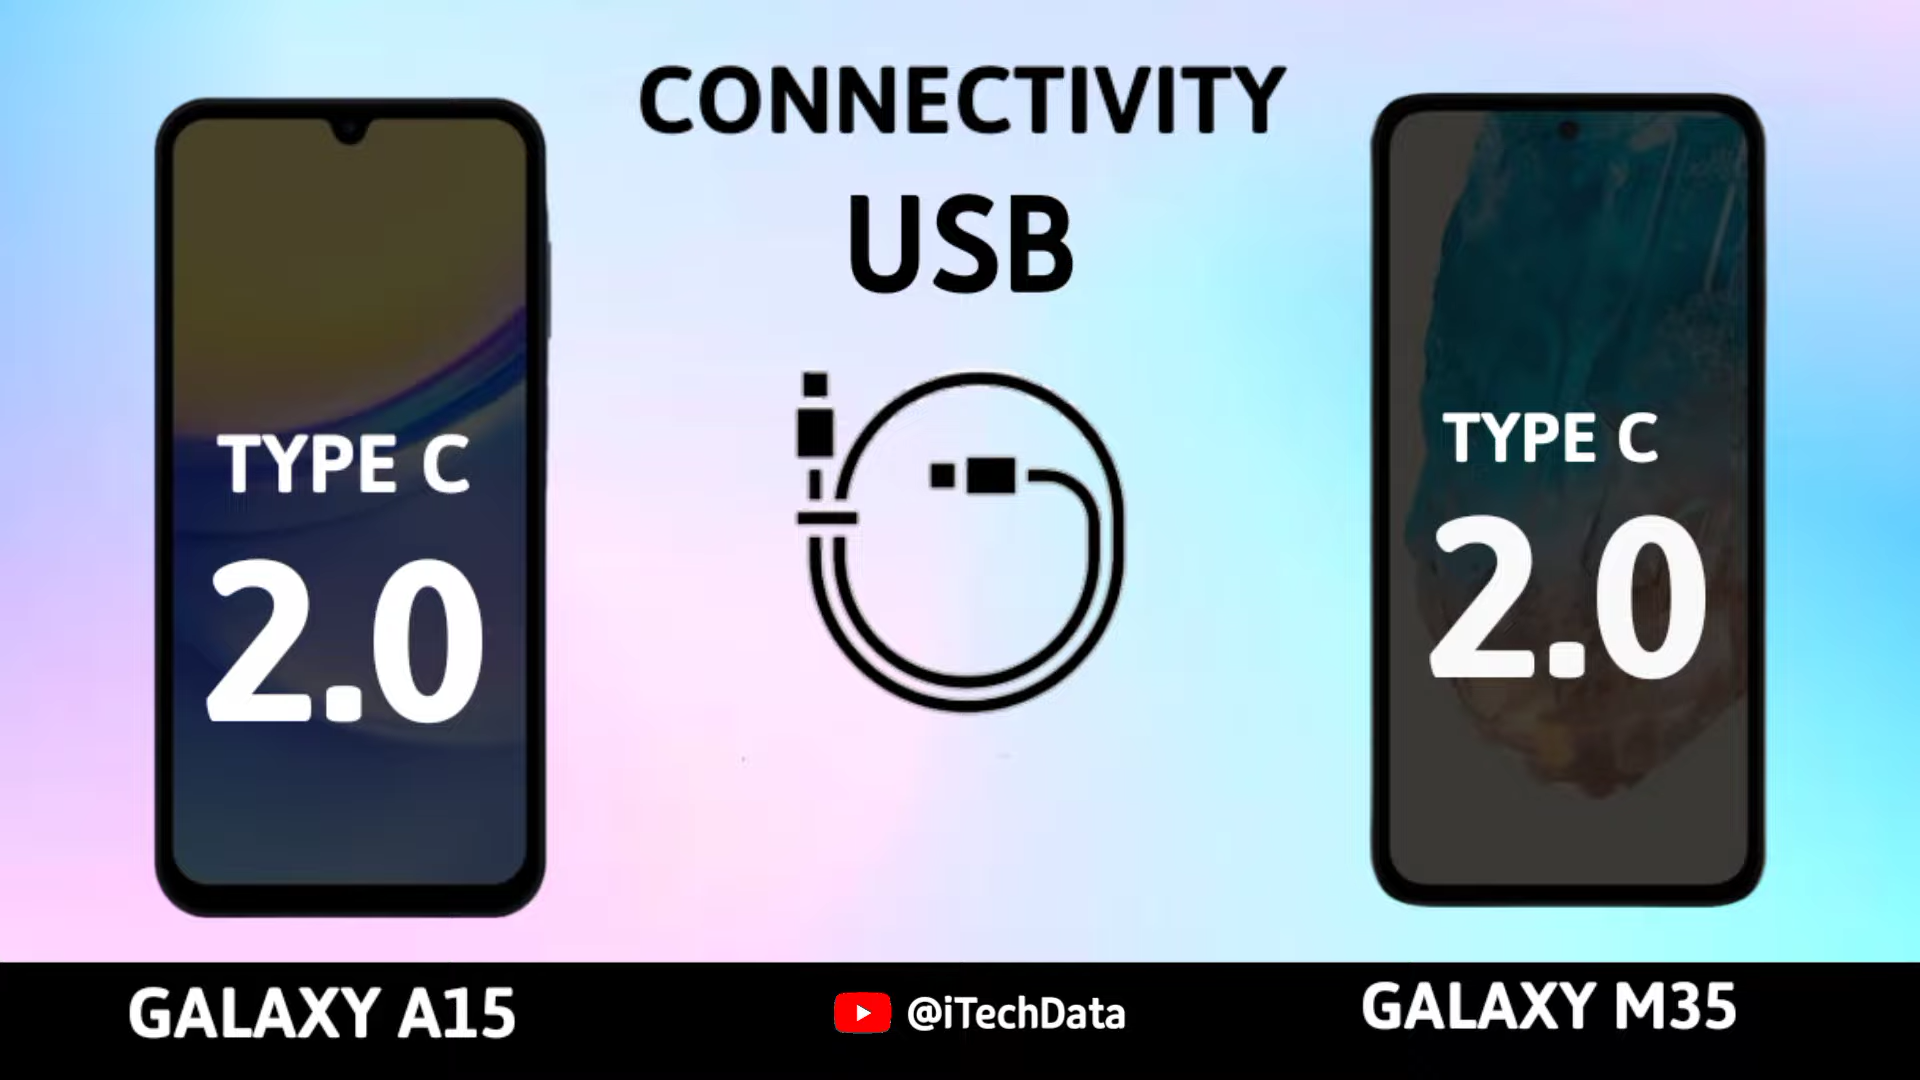 CONNECTIVITY
USB
TYPE C
2.0
TYPE C
2.0
GALAXY A15
@iTechData
GALAXY M35